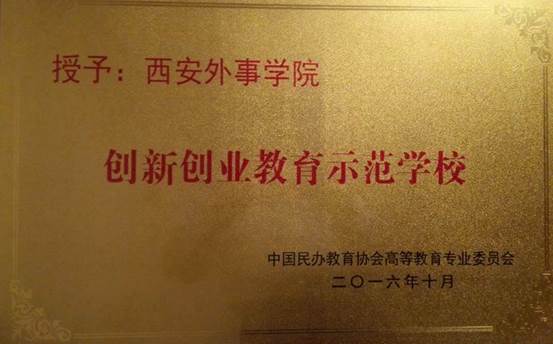 授予：西安外事学院
创新创业教育示范学校
中国民办教育协会高等教育专业委员会
二〇一六年十月